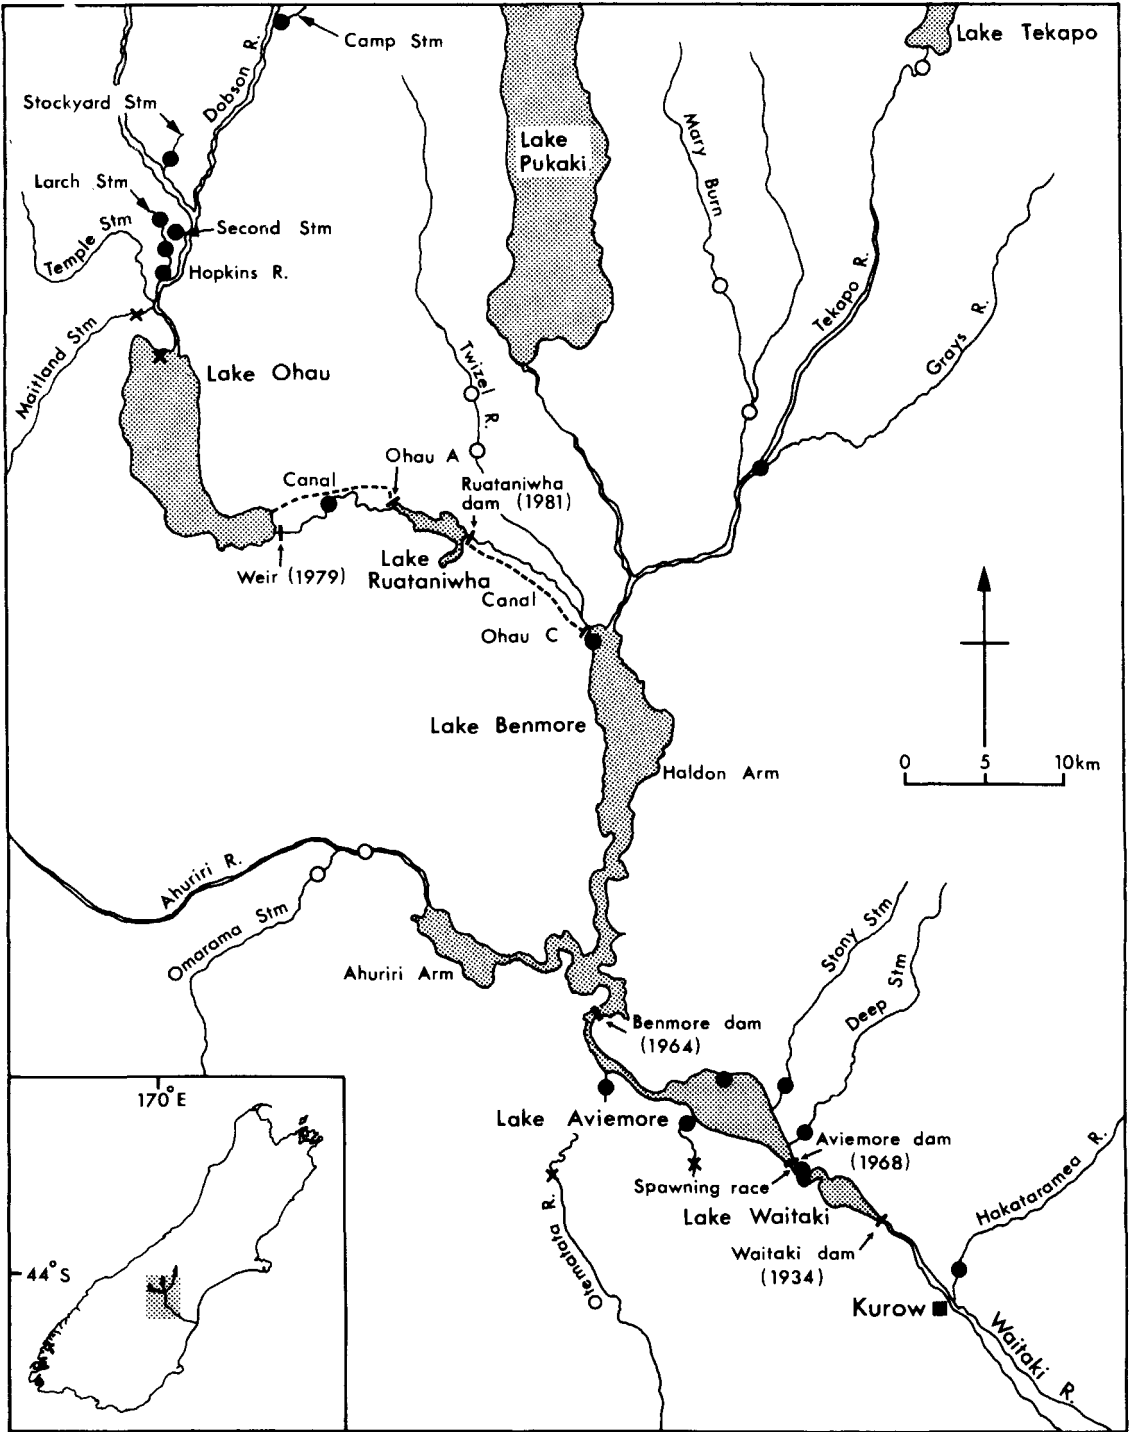 Camp Stm
Lake Tekapo
Dobson R.
Stockyard Stm
Lake
Pukaki
Mary Burn
Larch Stm
Temple Stm
Second Stm
Hopkins R.
Tekapo R.
Grays R.
Maitland Stm
Lake Ohau
Twizel R.
Ohau A
Canal
Ruataniwha
dam (1981)
Weir (1979)
Lake
Ruataniwha
Canal
Ohau C
Lake Benmore
Haldon Arm
0 5 10km
Ahuriri R.
Omarama Stm
Ahuriri Arm
Stony Stm
Deep Stm
Benmore dam
(1964)
170°E
Lake Aviemore
Aviemore dam
(1968)
Spawning race
Lake Waitaki
Hakataramea R.
Otematata R.
Waitaki dam
(1934)
44°S
Kurow
Waitaki R.